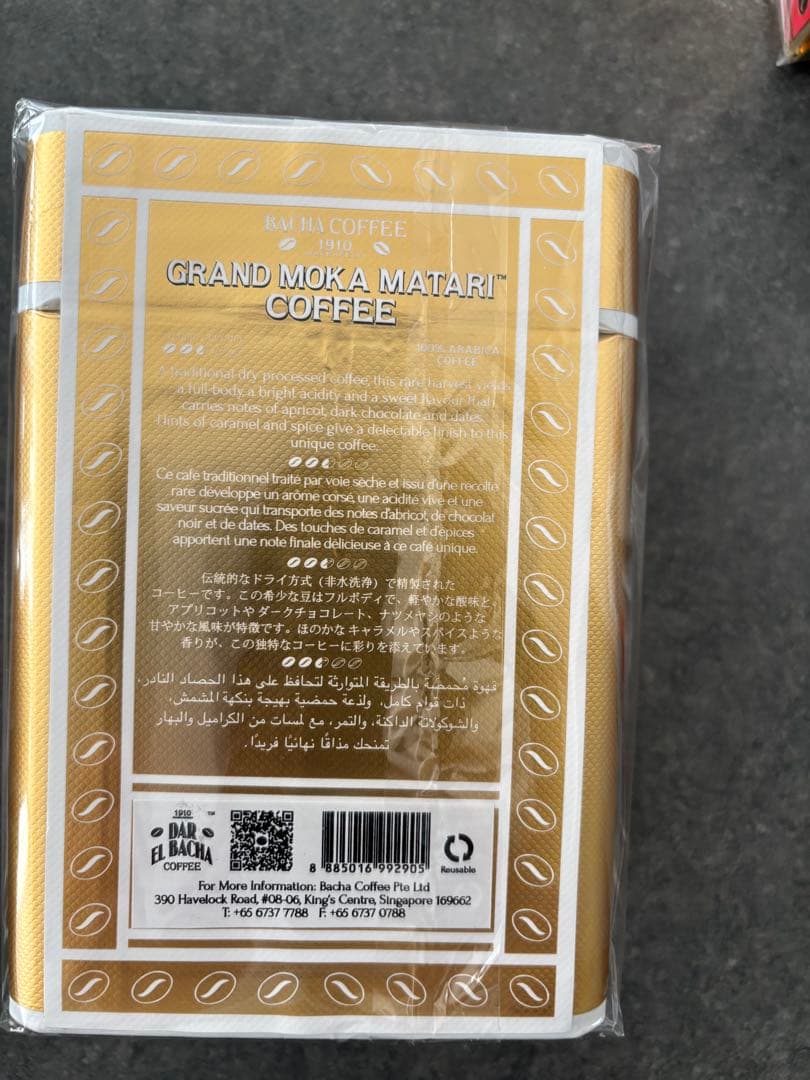 BACHA COFFEE
1910
GRAND MOKA MATARI™
COFFEE
100% ARABICA
COFFEE
A traditional dry processed coffee, this rare harvest yields
a full-body, a bright acidity and a sweet flavour that
carries notes of apricot, dark chocolate and dates.
Hints of caramel and spice give a delectable finish to this
unique coffee.
Ce café traditionnel traité par voie sèche et issu d'une récolte
rare développe un arôme corsé, une acidité vive et une
saveur sucrée qui transporte des notes d'abricot, de chocolat
noir et de dates. Des touches de caramel et d'épices
apportent une note finale délicieuse à ce café unique.
伝統的なドライ方式（非水洗浄）で精製された
コーヒーです。この希少な豆はフルボディで、軽やかな酸味と、
アプリコットやダークチョコレート、ナツメヤシのような
甘やかな風味が特徴です。ほのかなキャラメルやスパイスような
香りが、この独特なコーヒーに彩りを添えています。
قهوة مُحمصّة بالطريقة المتوارثة لتحافظ على هذا الحصاد النادر،
ذات قوام كامل، ولذعة حمضية بهيجة بنكهة المشمش،
والشوكولاتة الداكنة، والتمر، مع لمسات من الكراميل والبهار
تمنحك مذاقًا نهائيًا فريدًا.
1910 ™
DAR
EL BACHA
COFFEE
8 885016 992905
Reusable
For More Information: Bacha Coffee Pte Ltd
390 Havelock Road, #08-06, King's Centre, Singapore 169662
T: +65 6737 7788 F: +65 6737 0788